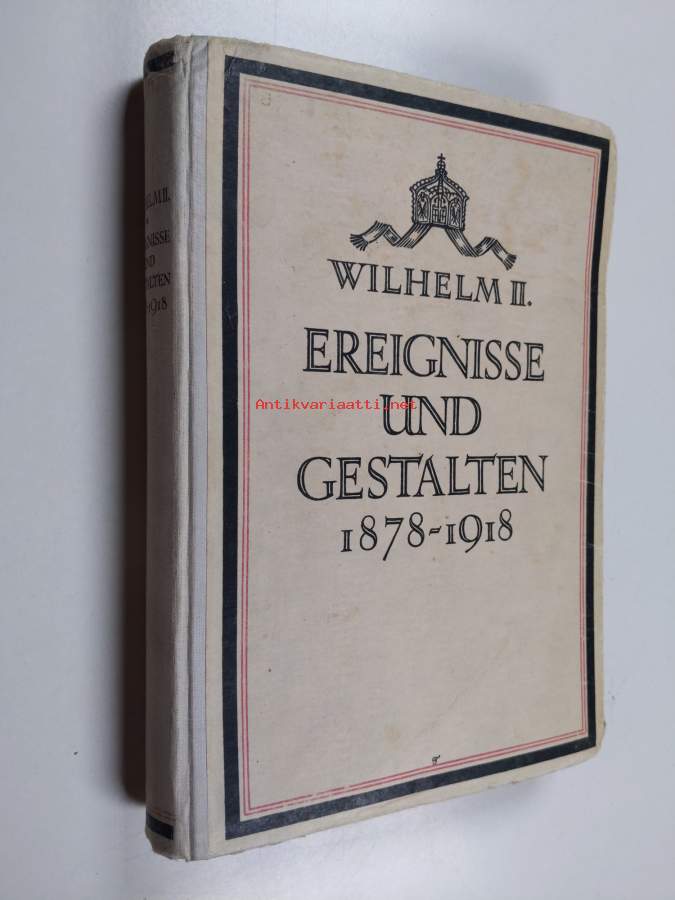 WILHELM II.
EREIGNISSE
UND
GESTALTEN
1878-1918
Antikvariaatti.net